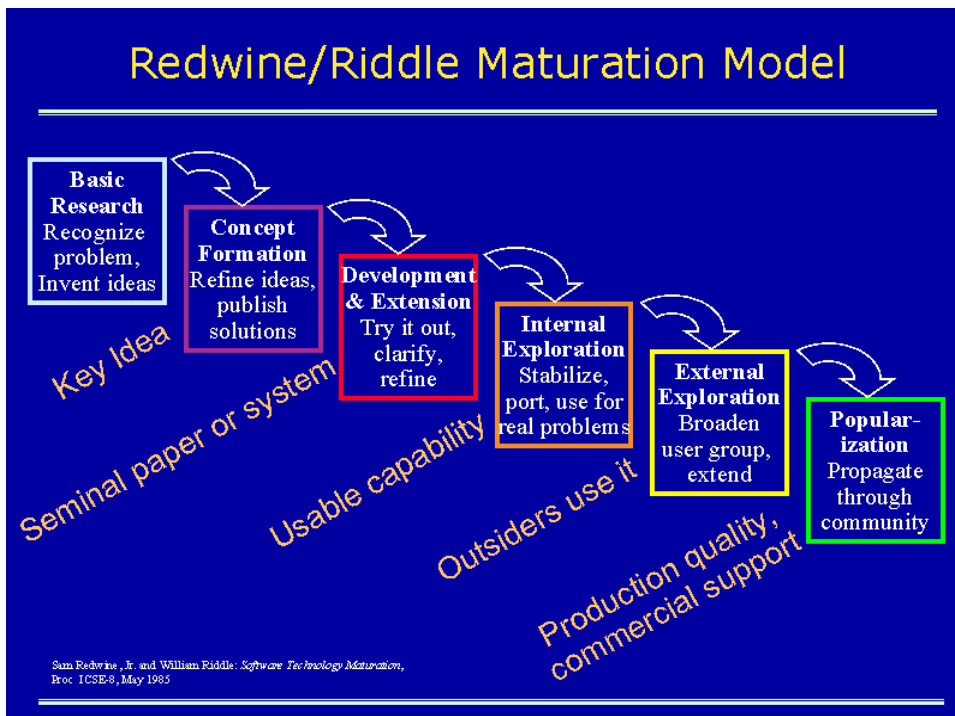 Redwine/Riddle Maturation Model
Basic
Research
Recognize
problem,
Invent ideas
Concept
Formation
Refine ideas,
publish
solutions
Development
& Extension
Try it out,
clarify,
refine
Internal
Exploration
Stabilize,
port, use for
real problems
External
Exploration
Broaden
user group,
extend
Popular-
ization
Propagate
through
community
Key Idea
Seminal paper or system
Usable capability
Outsiders use it
Production quality,
commercial support
Sam Redwine, Jr. and William Riddle: Software Technology Maturation,
Proc ICSE-8, May 1985